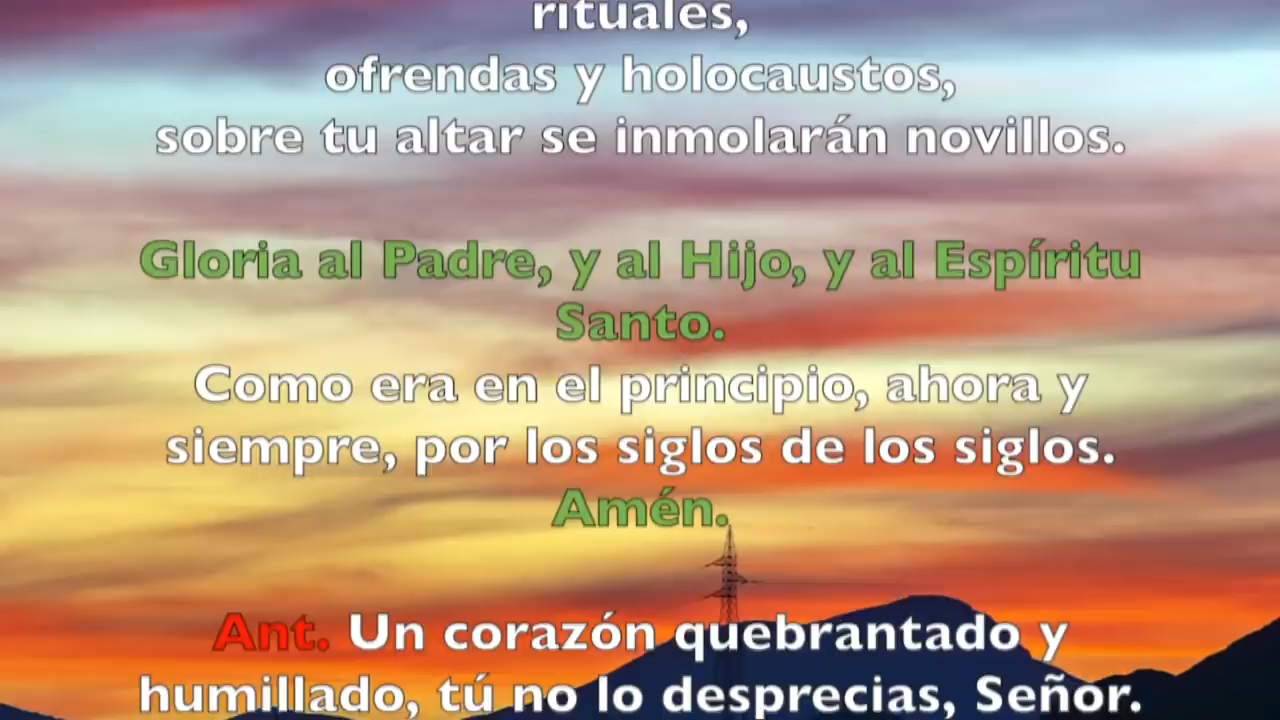 rituales,
ofrendas y holocaustos,
sobre tu altar se inmolarán novillos.
Gloria al Padre, y al Hijo, y al Espíritu
Santo.
Como era en el principio, ahora y
siempre, por los siglos de los siglos.
Amén.
Ant. Un corazón quebrantado y
humillado, tú no lo desprecias, Señor.